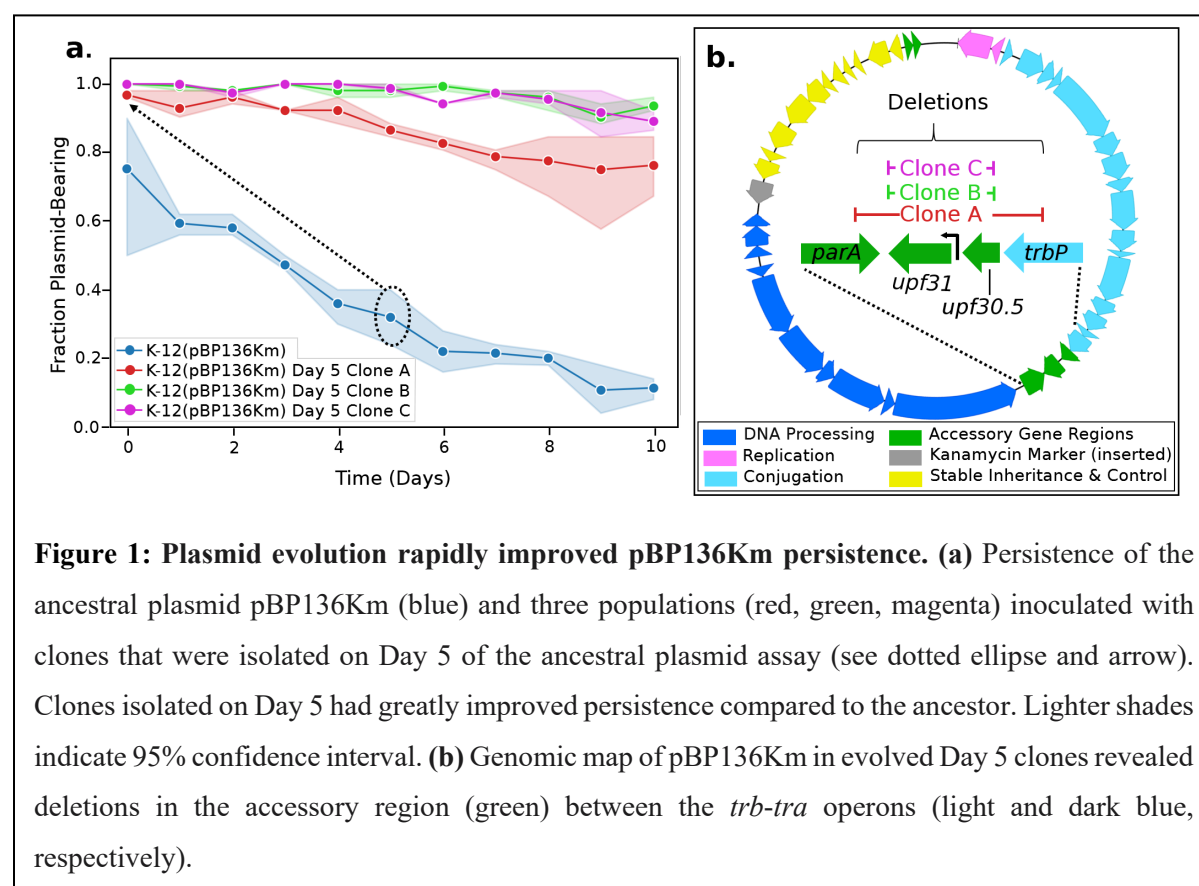 a.
Fraction Plasmid-Bearing
1.0
0.8
0.6
0.4
0.2
0.0
K-12(pBP136Km)
K-12(pBP136Km) Day 5 Clone A
K-12(pBP136Km) Day 5 Clone B
K-12(pBP136Km) Day 5 Clone C
0 2 4 6 8 10
Time (Days)
b.
Deletions
Clone C
Clone B
Clone A
parA
trbP
upf31
upf30.5
DNA Processing
Replication
Conjugation
Accessory Gene Regions
Kanamycin Marker (inserted)
Stable Inheritance & Control
Figure 1: Plasmid evolution rapidly improved pBP136Km persistence. (a) Persistence of the
ancestral plasmid pBP136Km (blue) and three populations (red, green, magenta) inoculated with
clones that were isolated on Day 5 of the ancestral plasmid assay (see dotted ellipse and arrow).
Clones isolated on Day 5 had greatly improved persistence compared to the ancestor. Lighter shades
indicate 95% confidence interval. (b) Genomic map of pBP136Km in evolved Day 5 clones revealed
deletions in the accessory region (green) between the trb-tra operons (light and dark blue,
respectively).